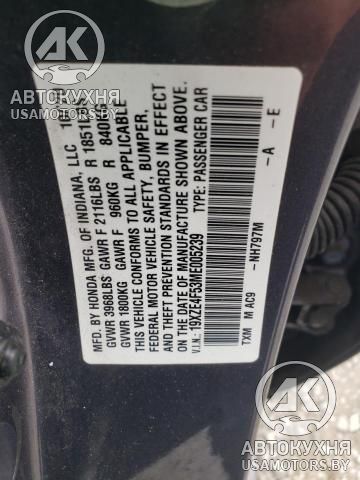 MFD. BY HONDA MFG. OF INDIANA, LLC
GVWR 3968LBS GAWR F 2116LBS R 1851LBS
GVWR 1800KG GAWR F 960KG R 840KG
THIS VEHICLE CONFORMS TO ALL APPLICABLE
FEDERAL MOTOR VEHICLE SAFETY, BUMPER,
AND THEFT PREVENTION STANDARDS IN EFFECT
ON THE DATE OF MANUFACTURE SHOWN ABOVE.
V.I.N.: 19XZE4F53ME005239 TYPE: PASSENGER CAR
TXM M AC9 -NH797M -A -E
АВТОКУХНЯ
USAMOTORS.BY
АВТОКУХНЯ
USAMOTORS.BY